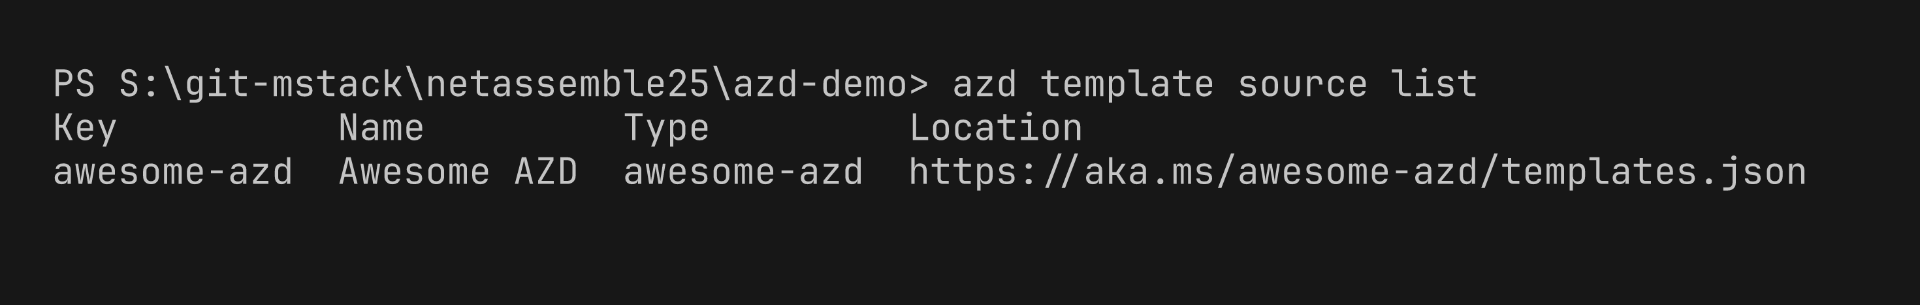 PS S:\git-mstack\netassemble25\azd-demo> azd template source list
Key          Name         Type         Location
awesome-azd  Awesome AZD  awesome-azd  https://aka.ms/awesome-azd/templates.json